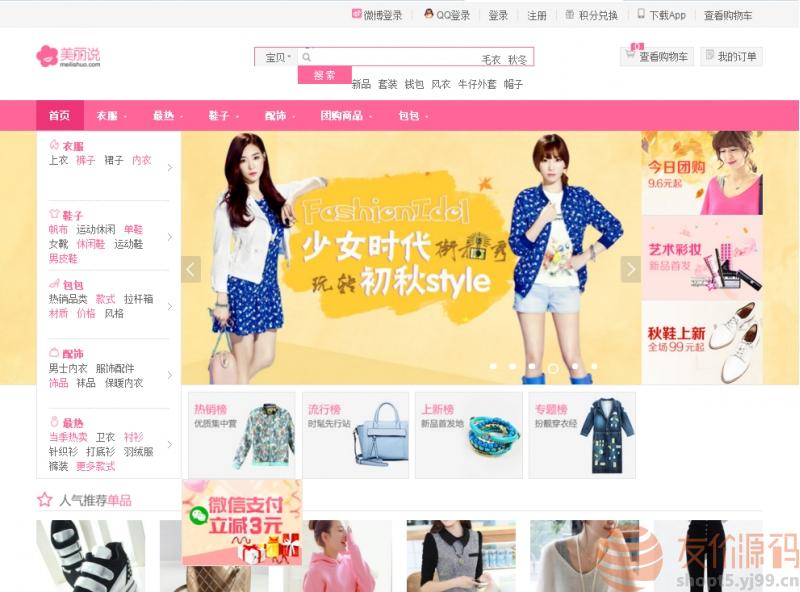 微博登录 QQ登录 登录 注册 积分兑换 下载App 查看购物车
美丽说
meilishuo.com
宝贝
毛衣 秋冬
搜 索
新品 套装 钱包 风衣 牛仔外套 帽子
0
查看购物车
我的订单
首页 衣服 最热 鞋子 配饰 团购商品 包包
衣服
上衣 裤子 裙子 内衣
鞋子
帆布 运动休闲 单鞋
女靴 休闲鞋 运动鞋
男皮鞋
包包
热销品类 款式 拉杆箱
材质 价格 风格
配饰
男士内衣 服饰配件
饰品 袜品 保暖内衣
最热
当季热卖 卫衣 衬衫
针织衫 打底衫 羽绒服
裤装 更多款式
FashionIdol
少女时代 街 秀
玩转 初秋style
今日团购
9.6元起
艺术彩妆
新品首发
秋鞋上新
全场99元起
热销榜
优质集中营
流行榜
时髦先行站
上新榜
新品首发地
专题榜
扮靓穿衣经
人气推荐单品
微信支付
立减3元
友价源码
shopt5.yj99.cn